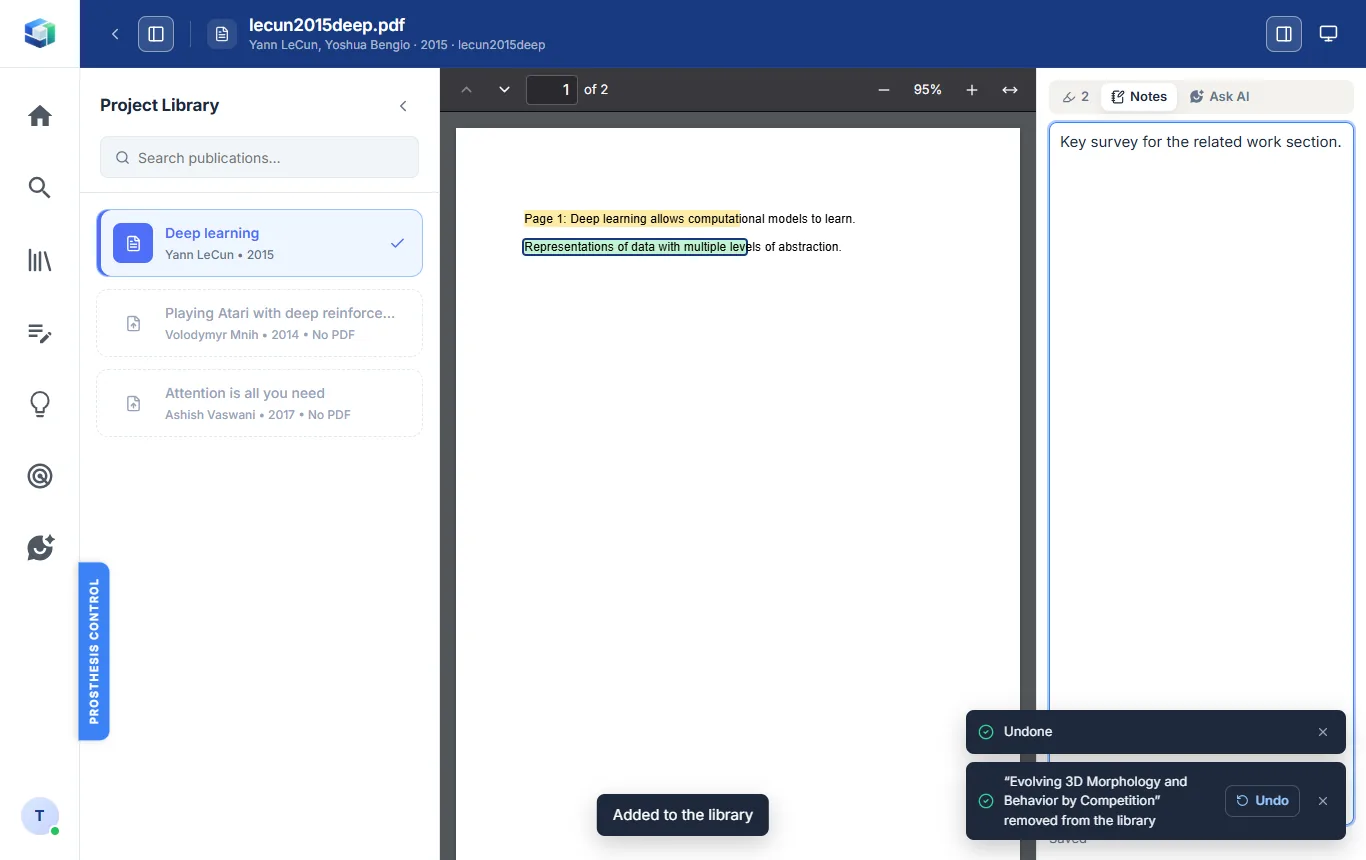 lecun2015deep.pdf
Yann LeCun, Yoshua Bengio · 2015 · lecun2015deep
Project Library
Search publications...
Deep learning
Yann LeCun • 2015
Playing Atari with deep reinforce...
Volodymyr Mnih • 2014 • No PDF
Attention is all you need
Ashish Vaswani • 2017 • No PDF
PROSTHESIS CONTROL
T
1 of 2
95%
Page 1: Deep learning allows computational models to learn.
Representations of data with multiple levels of abstraction.
2
Notes
Ask AI
Key survey for the related work section.
Undone
“Evolving 3D Morphology and
Behavior by Competition”
removed from the library
Undo
Saved
Added to the library